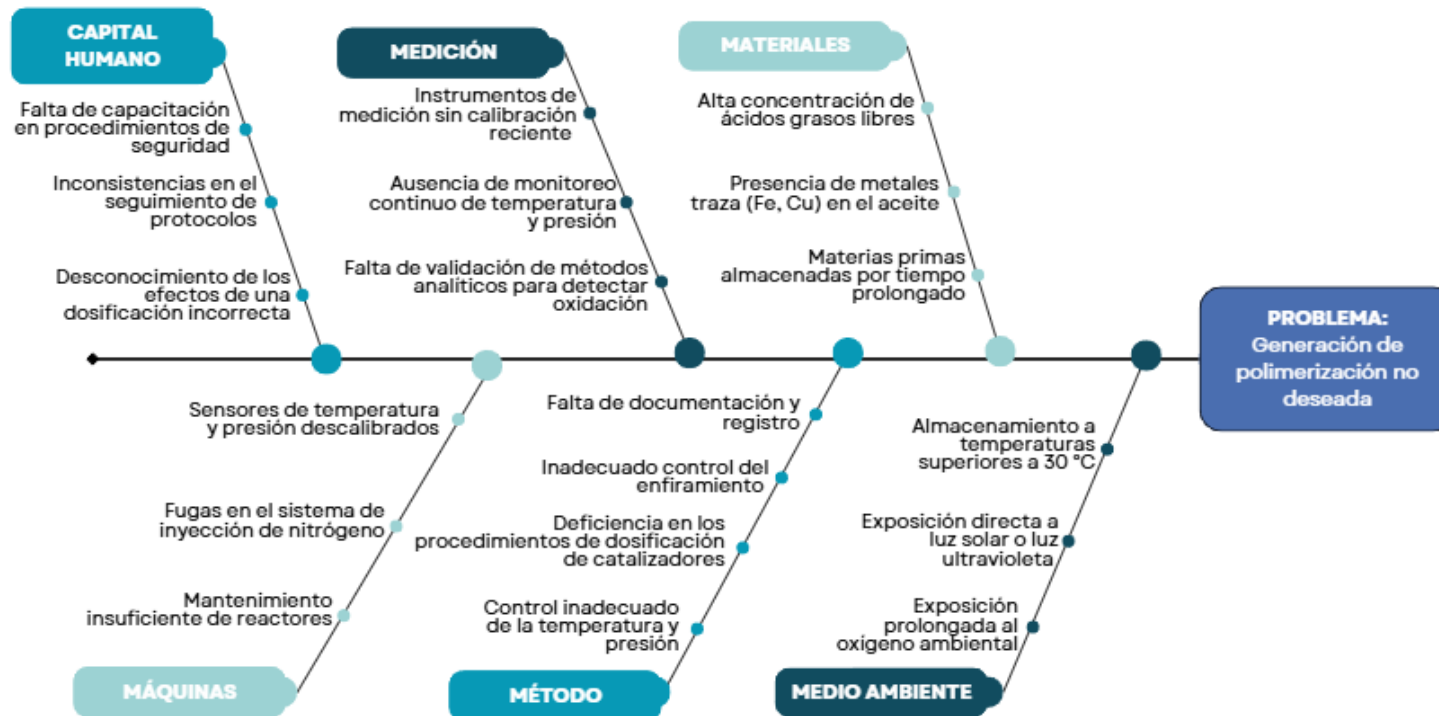 CAPITAL
HUMANO
Falta de capacitación
en procedimientos de
seguridad
Inconsistencias en el
seguimiento de
protocolos
Desconocimiento de los
efectos de una
dosificación incorrecta
MEDICIÓN
Instrumentos de
medición sin calibración
reciente
Ausencia de monitoreo
continuo de temperatura
y presión
Falta de validación de métodos
analíticos para detectar
oxidación
MATERIALES
Alta concentración de
ácidos grasos libres
Presencia de metales
traza (Fe, Cu) en el aceite
Materias primas
almacenadas por tiempo
prolongado
PROBLEMA:
Generación de
polimerización no
deseada
Sensores de temperatura
y presión descalibrados
Fugas en el sistema de
inyección de nitrógeno
Mantenimiento
insuficiente de reactores
MÁQUINAS
Falta de documentación y
registro
Inadecuado control del
enfiramiento
Deficiencia en los
procedimientos de dosificación
de catalizadores
Control inadecuado
de la temperatura y
presión
MÉTODO
Almacenamiento a
temperaturas
superiores a 30 °C
Exposición directa a
luz solar o luz
ultravioleta
Exposición
prolongada al
oxígeno ambiental
MEDIO AMBIENTE